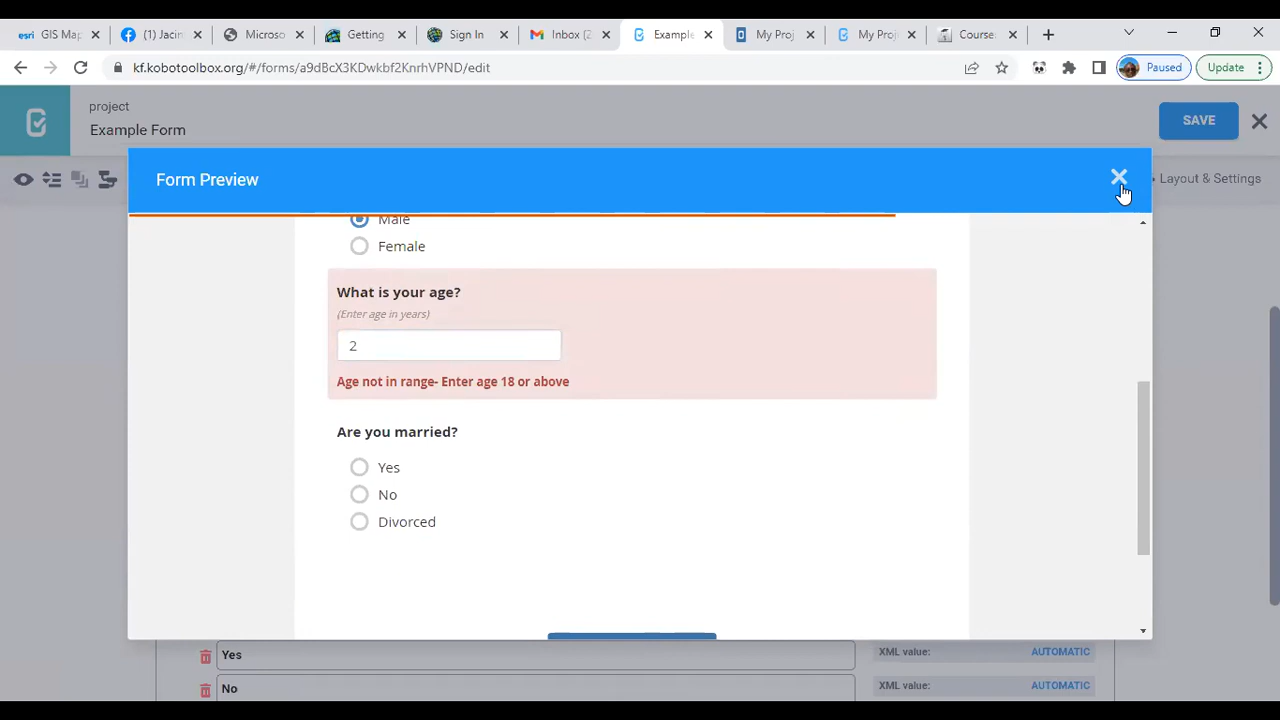 esri GIS Map
(1) Jacin
Microso
Getting
Sign In
Inbox (2
Example
My Proj
My Proj
Course
kf.kobotoolbox.org/#/forms/a9dBcX3KDwkbf2KnrhVPND/edit
Paused
Update
project
Example Form
SAVE
Layout & Settings
Form Preview
Male
Female
What is your age?
(Enter age in years)
2
Age not in range- Enter age 18 or above
Are you married?
Yes
No
Divorced
Yes
XML value: AUTOMATIC
No
XML value: AUTOMATIC